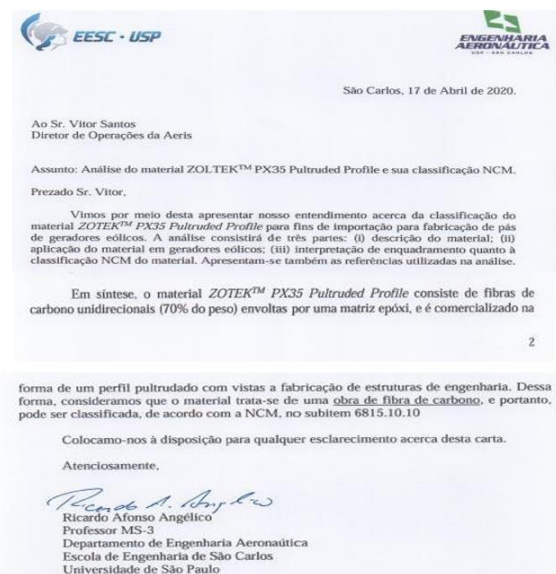 EESC · USP
ENGENHARIA
AERONÁUTICA
USP - SÃO CARLOS
São Carlos, 17 de Abril de 2020.
Ao Sr. Vitor Santos
Diretor de Operações da Aeris
Assunto: Análise do material ZOLTEK™ PX35 Pultruded Profile e sua classificação NCM.
Prezado Sr. Vitor,
Vimos por meio desta apresentar nosso entendimento acerca da classificação do
material ZOTEK™ PX35 Pultruded Profile para fins de importação para fabricação de pás
de geradores eólicos. A análise consistirá de três partes: (i) descrição do material; (ii)
aplicação do material em geradores eólicos; (iii) interpretação de enquadramento quanto à
classificação NCM do material. Apresentam-se também as referências utilizadas na análise.
Em síntese, o material ZOTEK™ PX35 Pultruded Profile consiste de fibras de
carbono unidirecionais (70% do peso) envoltas por uma matriz epóxi, e é comercializado na
2
forma de um perfil pultrudado com vistas a fabricação de estruturas de engenharia. Dessa
forma, consideramos que o material trata-se de uma obra de fibra de carbono, e portanto,
pode ser classificada, de acordo com a NCM, no subitem 6815.10.10
Colocamo-nos à disposição para qualquer esclarecimento acerca desta carta.
Atenciosamente,
Ricardo A. Angélico
Ricardo Afonso Angélico
Professor MS-3
Departamento de Engenharia Aeronáutica
Escola de Engenharia de São Carlos
Universidade de São Paulo